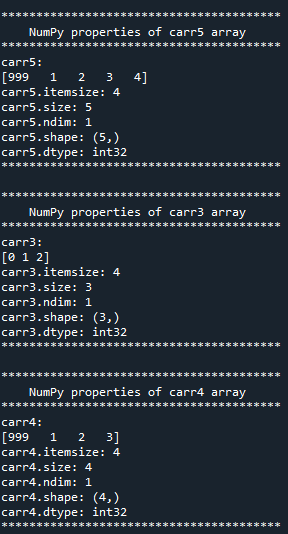 ***************************************
    NumPy properties of carr5 array
***************************************
carr5:
[999   1   2   3   4]
carr5.itemsize: 4
carr5.size: 5
carr5.ndim: 1
carr5.shape: (5,)
carr5.dtype: int32
***************************************

***************************************
    NumPy properties of carr3 array
***************************************
carr3:
[0 1 2]
carr3.itemsize: 4
carr3.size: 3
carr3.ndim: 1
carr3.shape: (3,)
carr3.dtype: int32
***************************************

***************************************
    NumPy properties of carr4 array
***************************************
carr4:
[999   1   2   3]
carr4.itemsize: 4
carr4.size: 4
carr4.ndim: 1
carr4.shape: (4,)
carr4.dtype: int32
***************************************